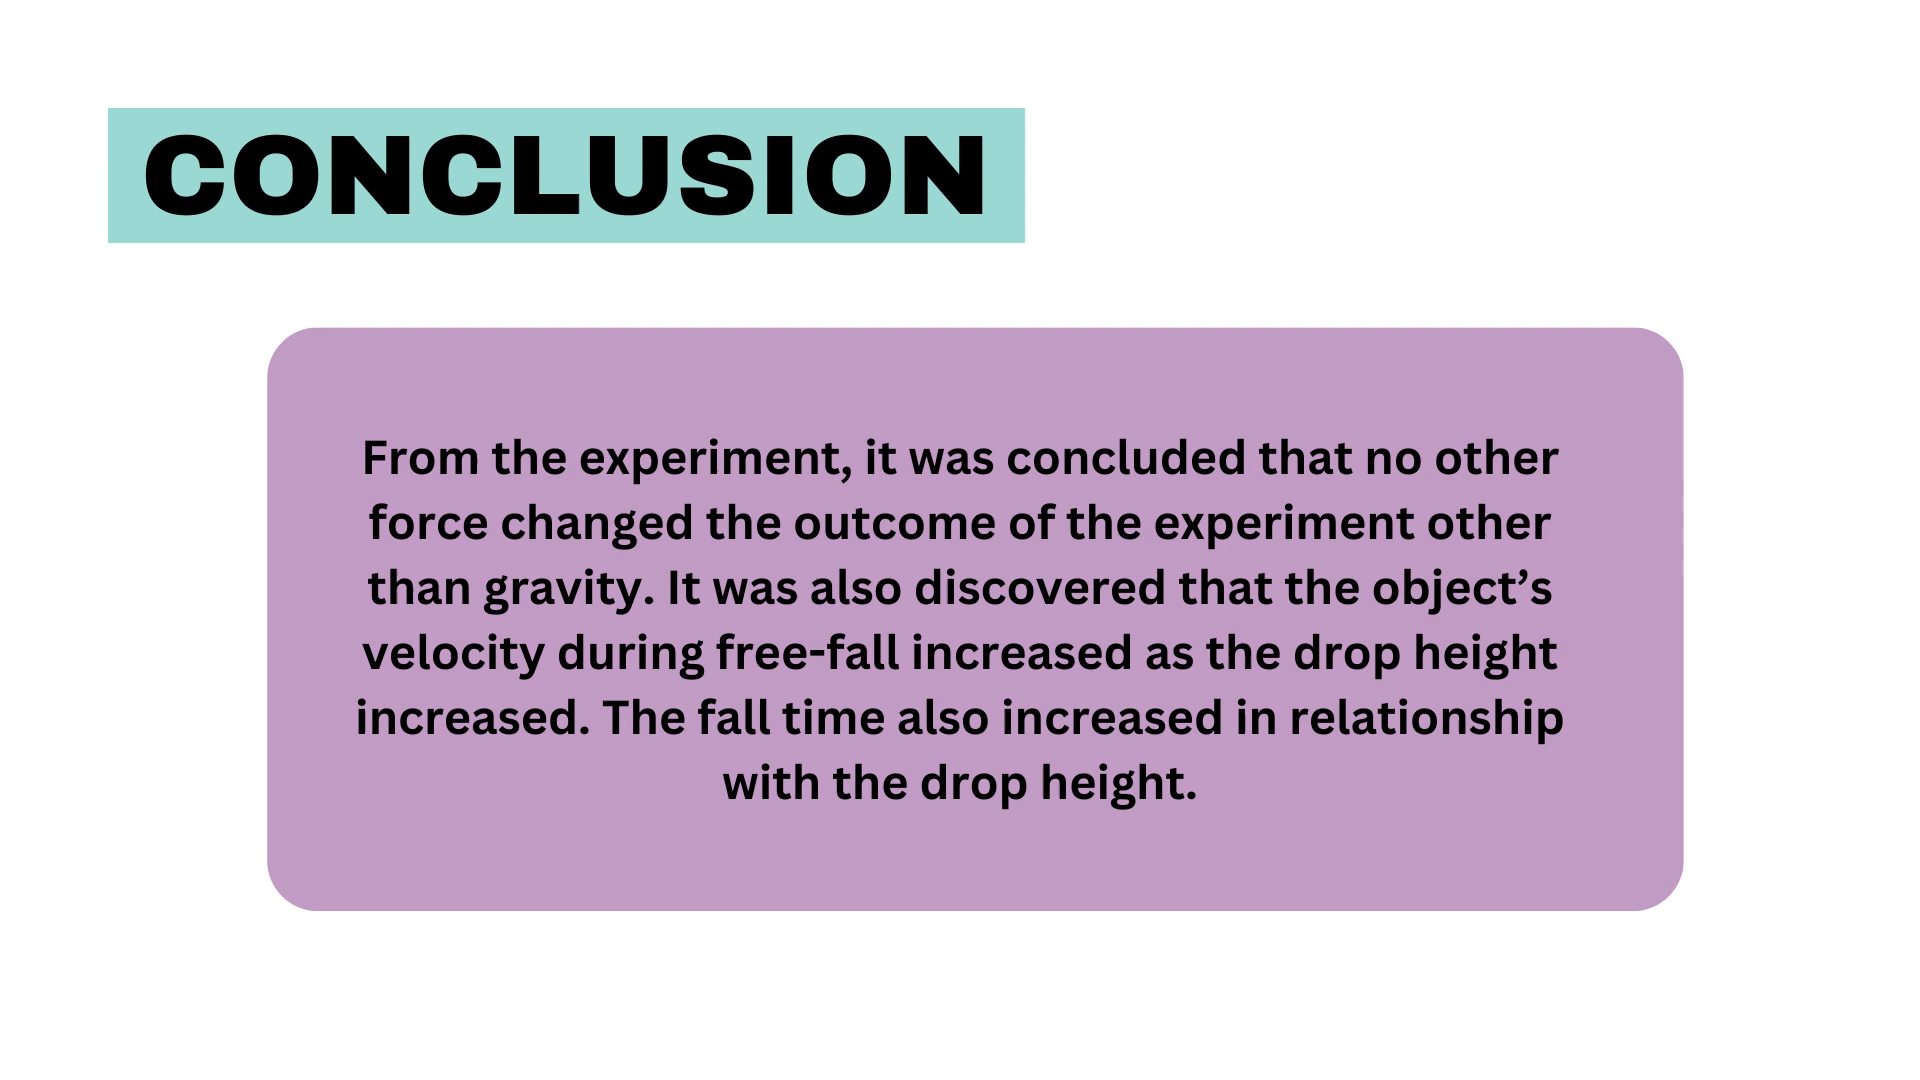 CONCLUSION
From the experiment, it was concluded that no other
force changed the outcome of the experiment other
than gravity. It was also discovered that the object’s
velocity during free-fall increased as the drop height
increased. The fall time also increased in relationship
with the drop height.